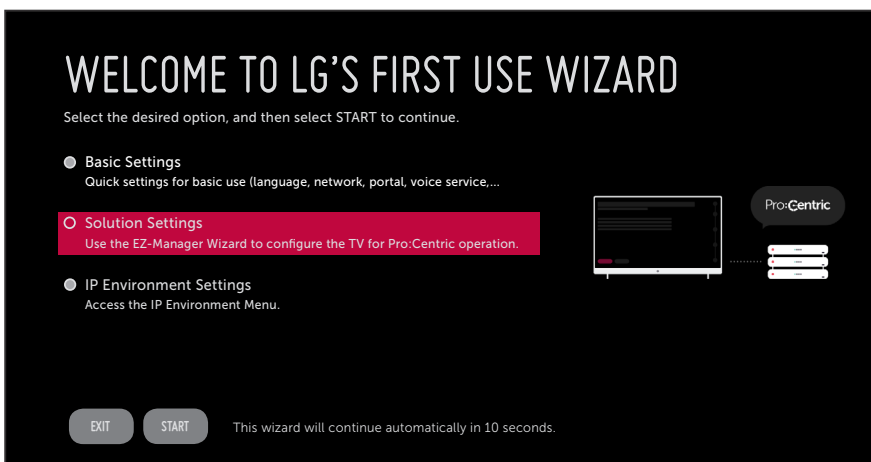 WELCOME TO LG'S FIRST USE WIZARD
Select the desired option, and then select START to continue.
Basic Settings
Quick settings for basic use (language, network, portal, voice service,...
Solution Settings
Use the EZ-Manager Wizard to configure the TV for Pro:Centric operation.
IP Environment Settings
Access the IP Environment Menu.
Pro:Centric
EXIT START This wizard will continue automatically in 10 seconds.